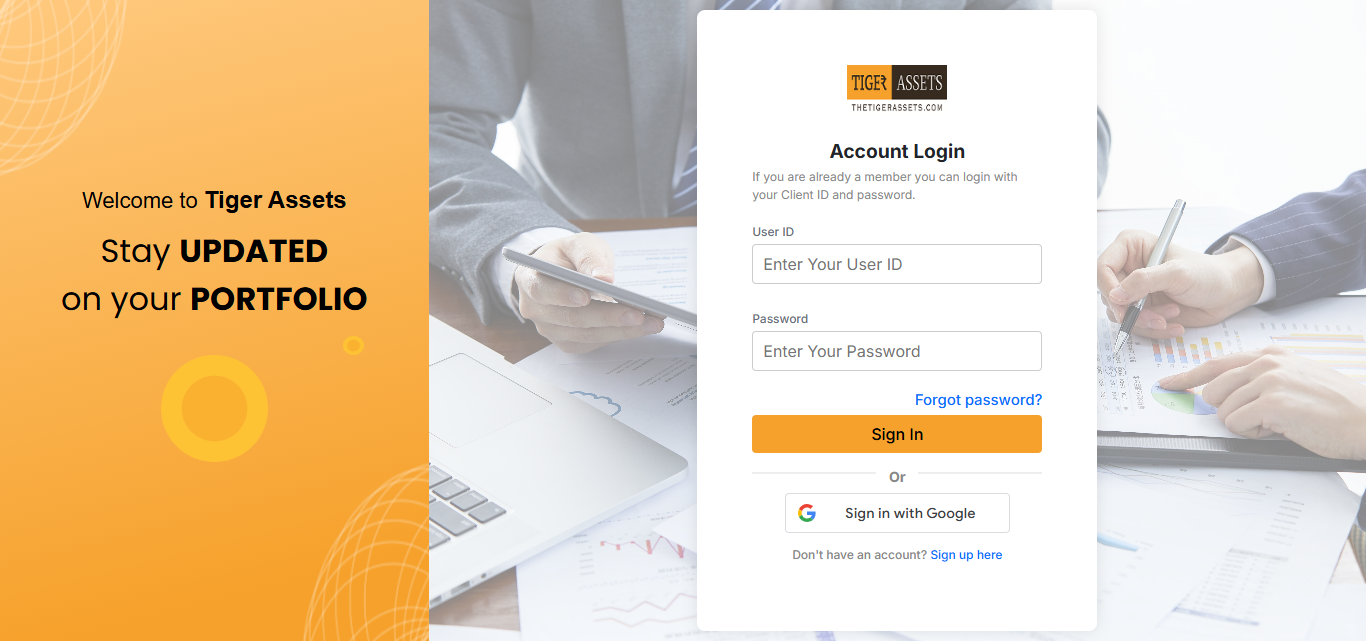 Welcome to Tiger Assets
Stay UPDATED
on your PORTFOLIO
TIGER ASSETS
THETIGERASSETS.COM
Account Login
If you are already a member you can login with
your Client ID and password.
User ID
Enter Your User ID
Password
Enter Your Password
Forgot password?
Sign In
Or
Sign in with Google
Don't have an account? Sign up here